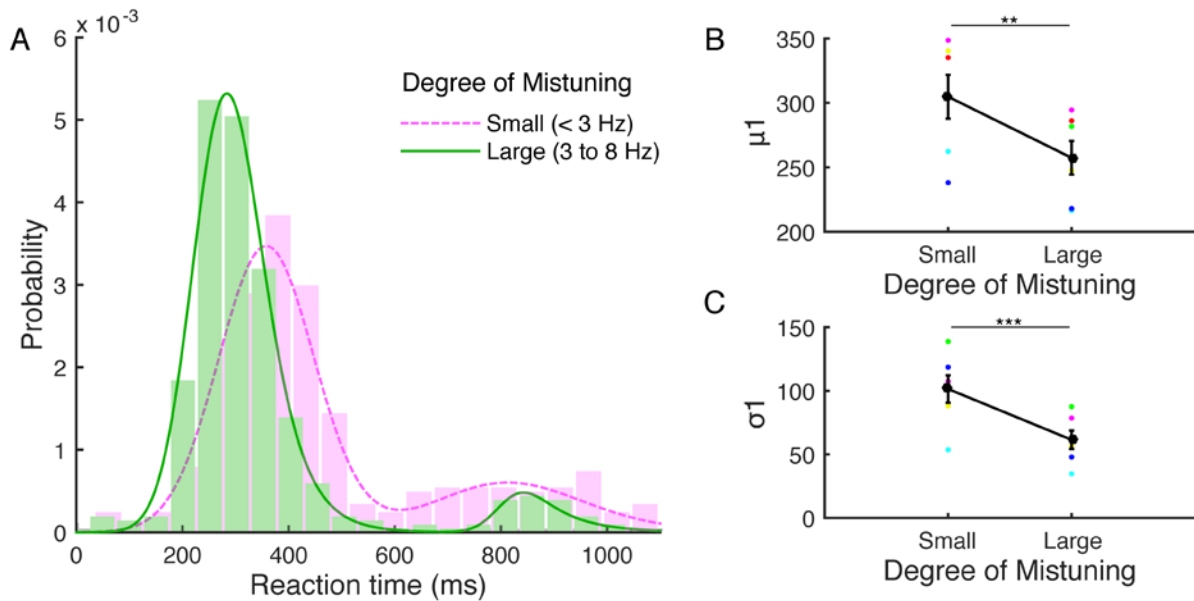 A
x 10⁻³
6
5
4
3
2
1
0
Probability
0 200 400 600 800 1000
Reaction time (ms)
Degree of Mistuning
Small (< 3 Hz)
Large (3 to 8 Hz)
B
**
350
300
250
200
μ1
Small Large
Degree of Mistuning
C
***
150
100
50
0
σ1
Small Large
Degree of Mistuning